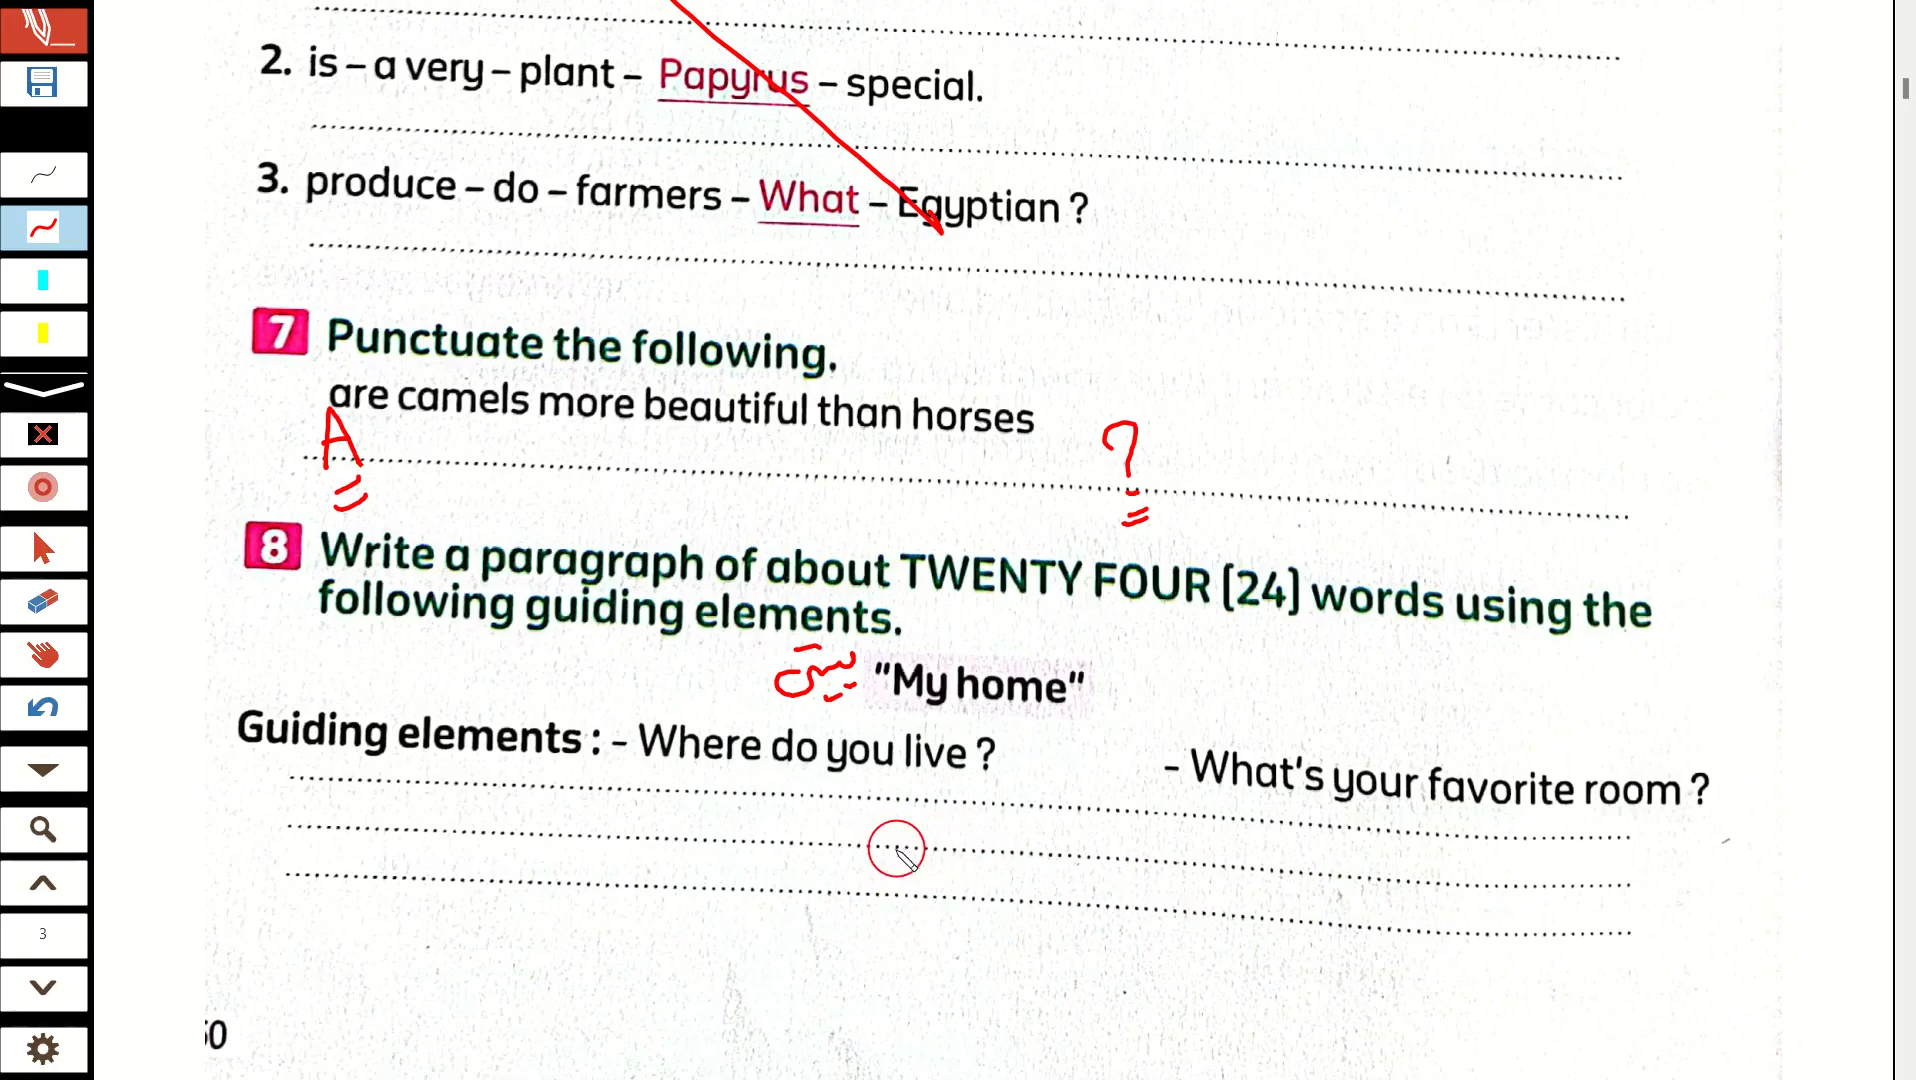 2. is – a very – plant – Papyrus – special.
3. produce – do – farmers – What – Egyptian ?
7 Punctuate the following.
are camels more beautiful than horses
A ?
8 Write a paragraph of about TWENTY FOUR (24) words using the
following guiding elements.
"My home"
Guiding elements : - Where do you live ? - What's your favorite room ?
3